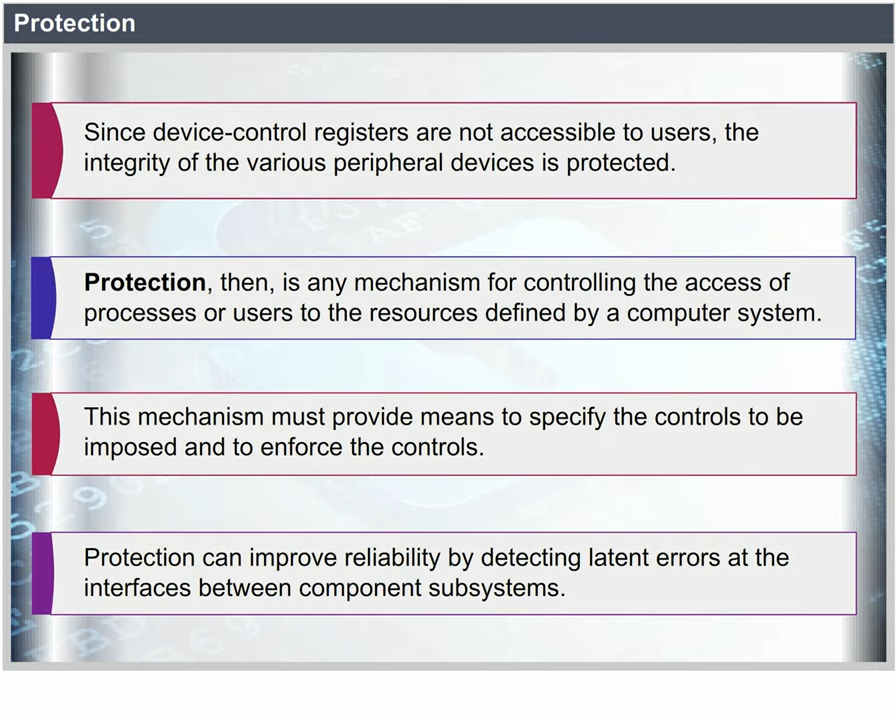 Protection
Since device-control registers are not accessible to users, the
integrity of the various peripheral devices is protected.
Protection, then, is any mechanism for controlling the access of
processes or users to the resources defined by a computer system.
This mechanism must provide means to specify the controls to be
imposed and to enforce the controls.
Protection can improve reliability by detecting latent errors at the
interfaces between component subsystems.